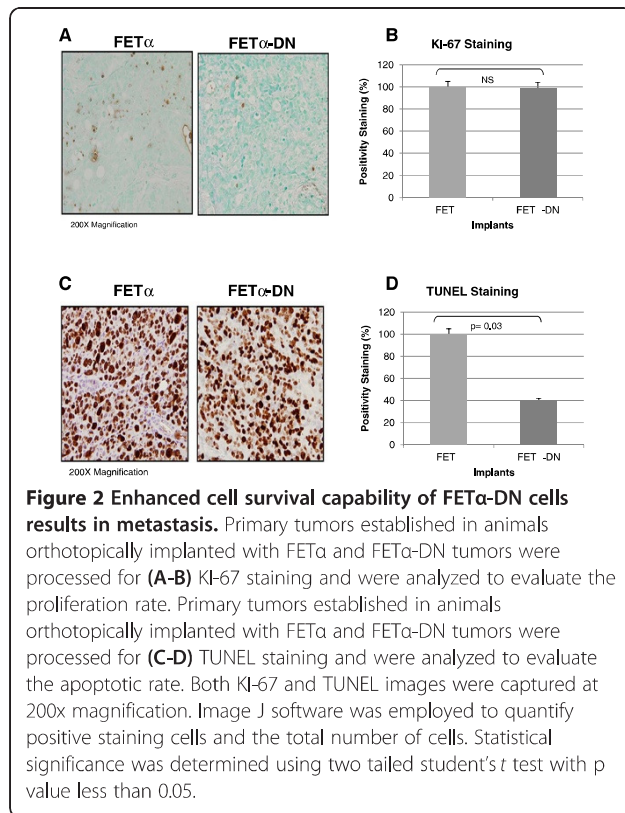 A
FETα
FETα-DN
200X Magnification
B
KI-67 Staining
Positivity Staining (%)
120
100
80
60
40
20
0
NS
FET
FET -DN
Implants
C
FETα
FETα-DN
200X Magnification
D
TUNEL Staining
Positivity Staining (%)
120
100
80
60
40
20
0
p= 0.03
FET
FET -DN
Implants
Figure 2 Enhanced cell survival capability of FETα-DN cells
results in metastasis. Primary tumors established in animals
orthotopically implanted with FETα and FETα-DN tumors were
processed for (A-B) KI-67 staining and were analyzed to evaluate the
proliferation rate. Primary tumors established in animals
orthotopically implanted with FETα and FETα-DN tumors were
processed for (C-D) TUNEL staining and were analyzed to evaluate
the apoptotic rate. Both KI-67 and TUNEL images were captured at
200x magnification. Image J software was employed to quantify
positive staining cells and the total number of cells. Statistical
significance was determined using two tailed student's t test with p
value less than 0.05.